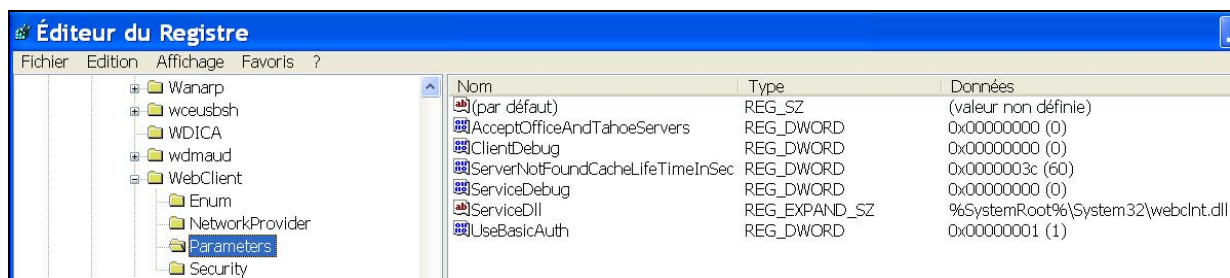 Éditeur du Registre
Fichier Edition Affichage Favoris ?
Wanarp
wceusbsh
WDICA
wdmaud
WebClient
Enum
NetworkProvider
Parameters
Security
Nom Type Données
(par défaut) REG_SZ (valeur non définie)
AcceptOfficeAndTahoeServers REG_DWORD 0x00000000 (0)
ClientDebug REG_DWORD 0x00000000 (0)
ServerNotFoundCacheLifeTimeInSec REG_DWORD 0x0000003c (60)
ServiceDebug REG_DWORD 0x00000000 (0)
ServiceDll REG_EXPAND_SZ %SystemRoot%\System32\webclnt.dll
UseBasicAuth REG_DWORD 0x00000001 (1)